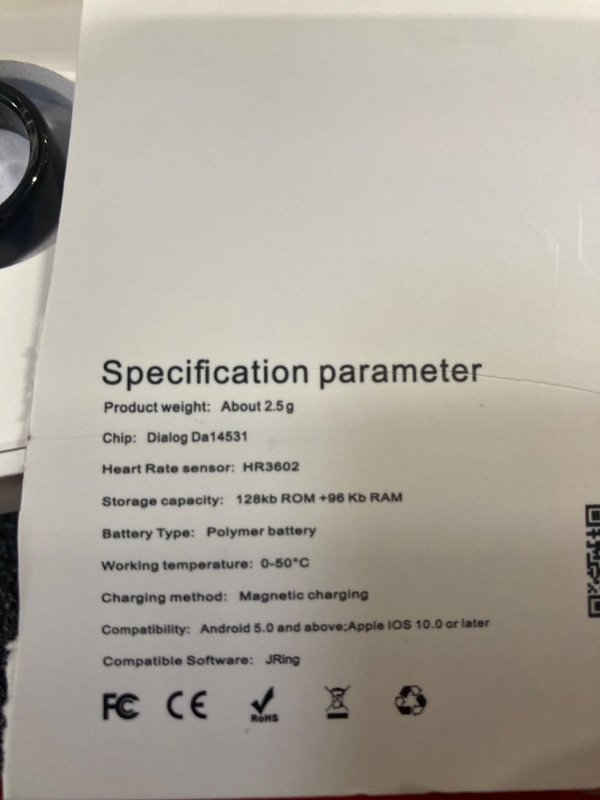 Specification parameter
Product weight: About 2.5g
Chip: Dialog Da14531
Heart Rate sensor: HR3602
Storage capacity: 128kb ROM +96 Kb RAM
Battery Type: Polymer battery
Working temperature: 0-50°C
Charging method: Magnetic charging
Compatibility: Android 5.0 and above;Apple IOS 10.0 or later
Compatible Software: JRing
FC CE RoHS